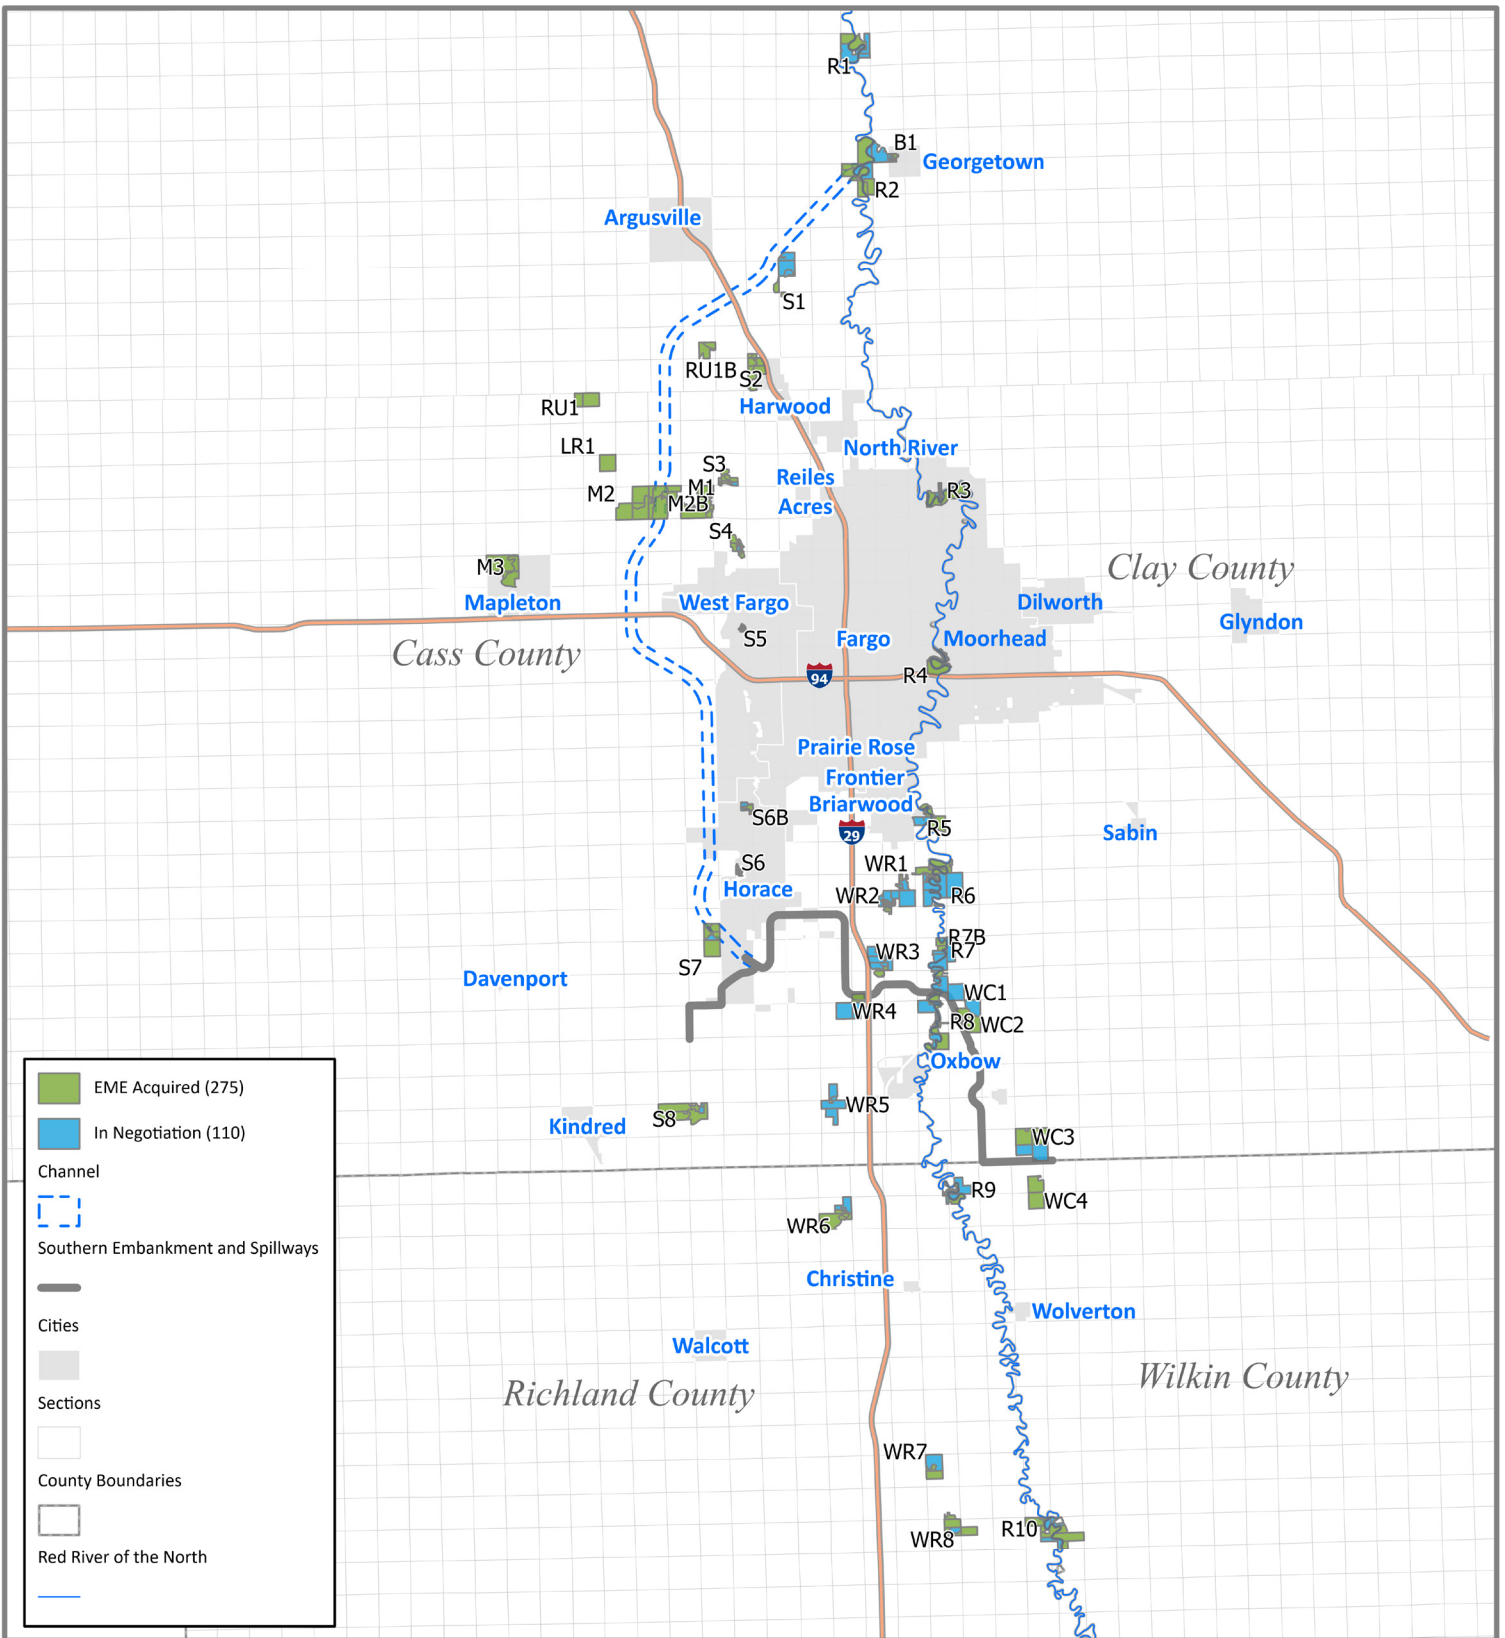 R1
B1
Georgetown
R2
Argusville
S1
RU1B
S2
RU1
Harwood
LR1
North River
S3
Reiles
Acres
M1
M2
M2B
R3
S4
M3
Clay County
Mapleton
West Fargo
Dilworth
Glyndon
S5
Fargo
Moorhead
Cass County
94
R4
Prairie Rose
Frontier
Briarwood
S6B
29
R5
Sabin
S6
WR1
Horace
WR2
R6
R7B
R7
WR3
S7
Davenport
WC1
WR4
R8
WC2
Oxbow
WR5
S8
Kindred
WC3
R9
WC4
WR6
Christine
Wolverton
Walcott
Wilkin County
Richland County
WR7
WR8
R10
EME Acquired (275)
In Negotiation (110)
Channel
Southern Embankment and Spillways
Cities
Sections
County Boundaries
Red River of the North